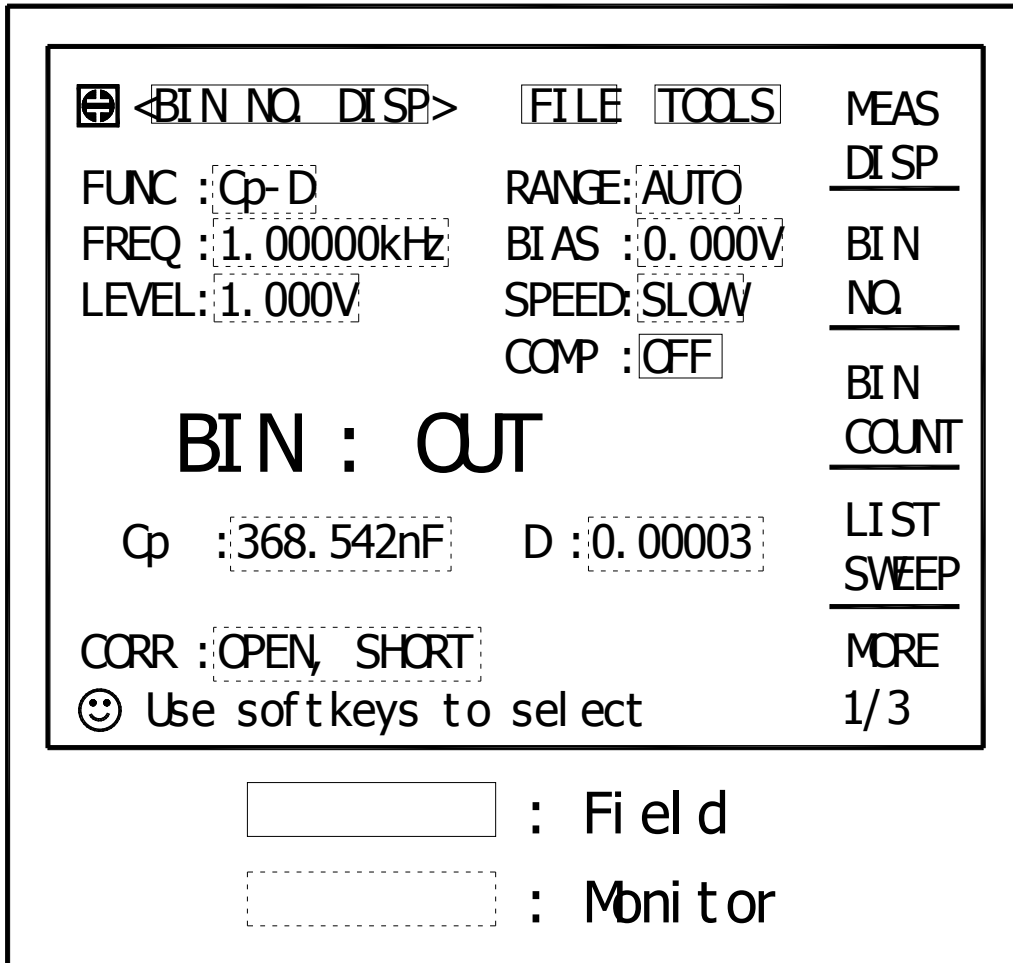 <BIN NO. DISP> FILE TOOLS
FUNC : Cp-D RANGE: AUTO
FREQ : 1.00000kHz BIAS : 0.000V
LEVEL: 1.000V SPEED: SLOW
COMP : OFF
BIN : OUT
Cp : 368.542nF D : 0.00003
CORR : OPEN, SHORT
Use softkeys to select
MEAS
DISP
BIN
NO.
BIN
COUNT
LIST
SWEEP
MORE
1/3
: Field
: Monitor